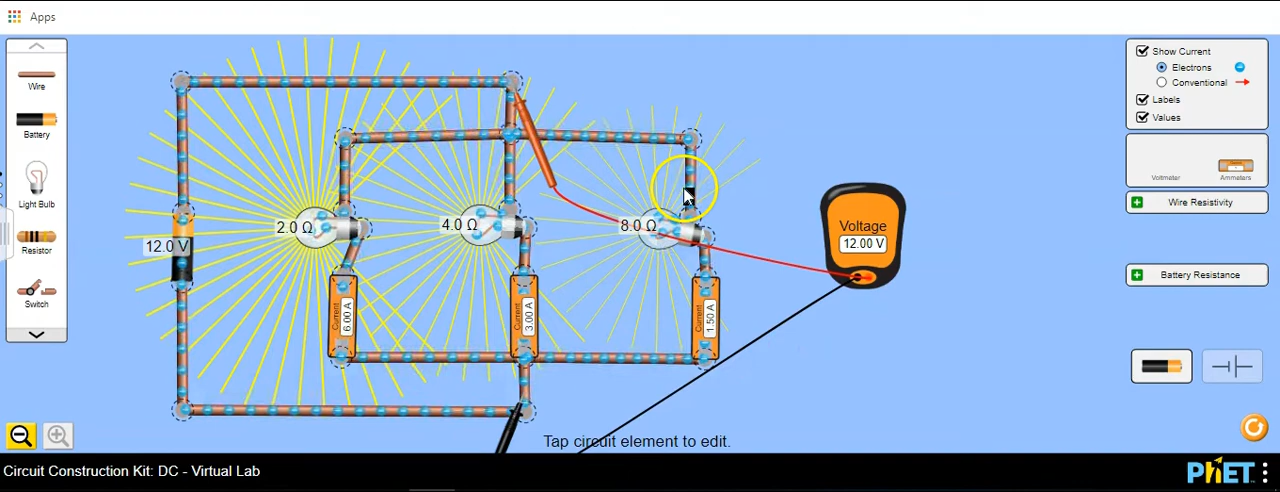 Apps
Wire
Battery
Light Bulb
Resistor
Switch
12.0 V
2.0 Ω
4.0 Ω
8.0 Ω
Current
6.00 A
Current
3.00 A
Current
1.50 A
Voltage
12.00 V
Show Current
Electrons
Conventional
Labels
Values
Voltmeter
Ammeters
Wire Resistivity
Battery Resistance
Tap circuit element to edit.
Circuit Construction Kit: DC - Virtual Lab
PhET